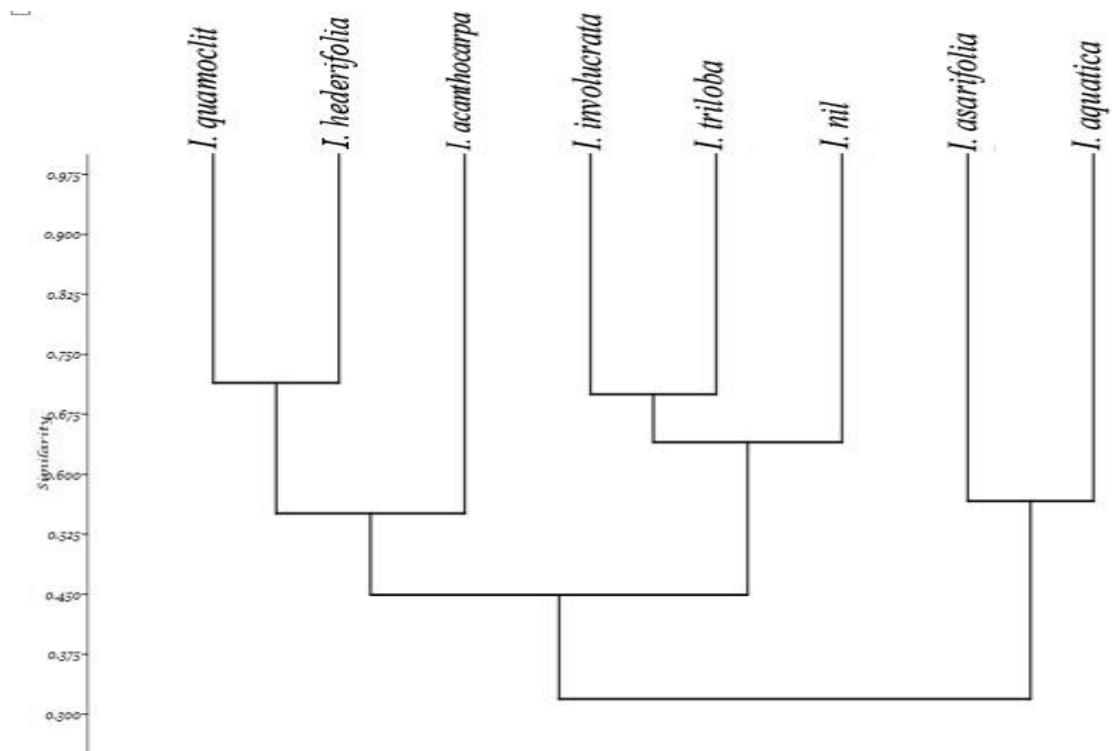 I. quamoclit
I. hederifolia
I. acanthocarpa
I. involucrata
I. triloba
I. nil
I. asarifolia
I. aquatica
0.975
0.900
0.825
0.750
0.675
0.600
0.525
0.450
0.375
0.300
Similarity